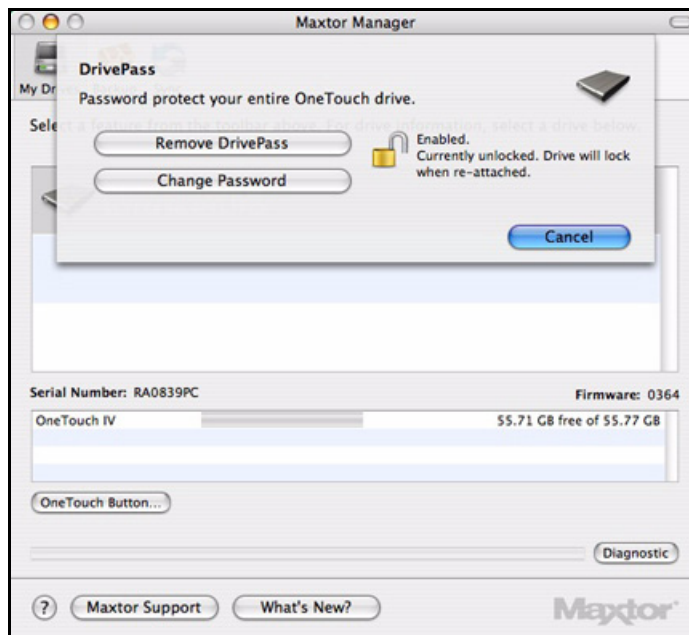 Maxtor Manager
DrivePass
Password protect your entire OneTouch drive.
My Dr
Select a feature from the toolbar above. For drive information, select a drive below.
Remove DrivePass
Change Password
Enabled.
Currently unlocked. Drive will lock
when re-attached.
Cancel
Serial Number: RA0839PC
Firmware: 0364
OneTouch IV
55.71 GB free of 55.77 GB
OneTouch Button...
Diagnostic
?
Maxtor Support
What's New?
Maxtor